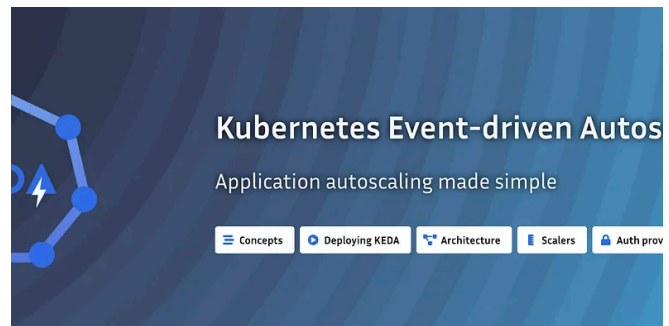 Kubernetes Event-driven Autos
Application autoscaling made simple
Concepts Deploying KEDA Architecture Scalers Auth prov